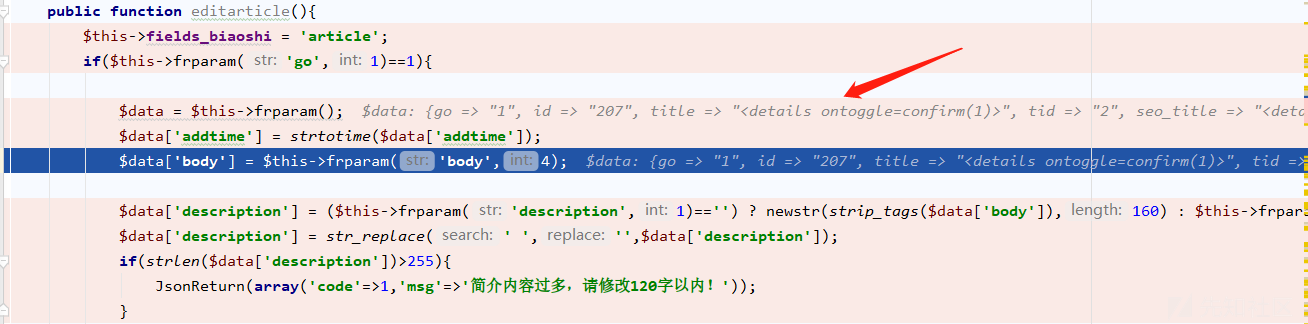 public function editarticle(){
$this->fields_biaoshi = 'article';
if($this->frparam( str: 'go', int: 1)==1){
$data = $this->frparam(); $data: {go => "1", id => "207", title => "<details ontoggle=confirm(1)>", tid => "2", seo_title => "<deta
$data['addtime'] = strtotime($data['addtime']);
$data['body'] = $this->frparam( str: 'body', int: 4); $data: {go => "1", id => "207", title => "<details ontoggle=confirm(1)>", tid =>
$data['description'] = ($this->frparam( str: 'description', int: 1)=='') ? newstr(strip_tags($data['body']), length: 160) : $this->frpar
$data['description'] = str_replace( search: ' ', replace: '',$data['description']);
if(strlen($data['description'])>255){
JsonReturn(array('code'=>1,'msg'=>'简介内容过多，请修改120字以内！'));
}